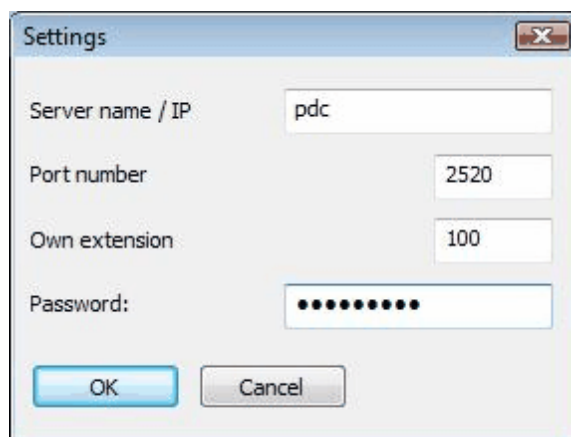 Settings
Server name / IP pdc
Port number 2520
Own extension 100
Password: •••••••••
OK Cancel